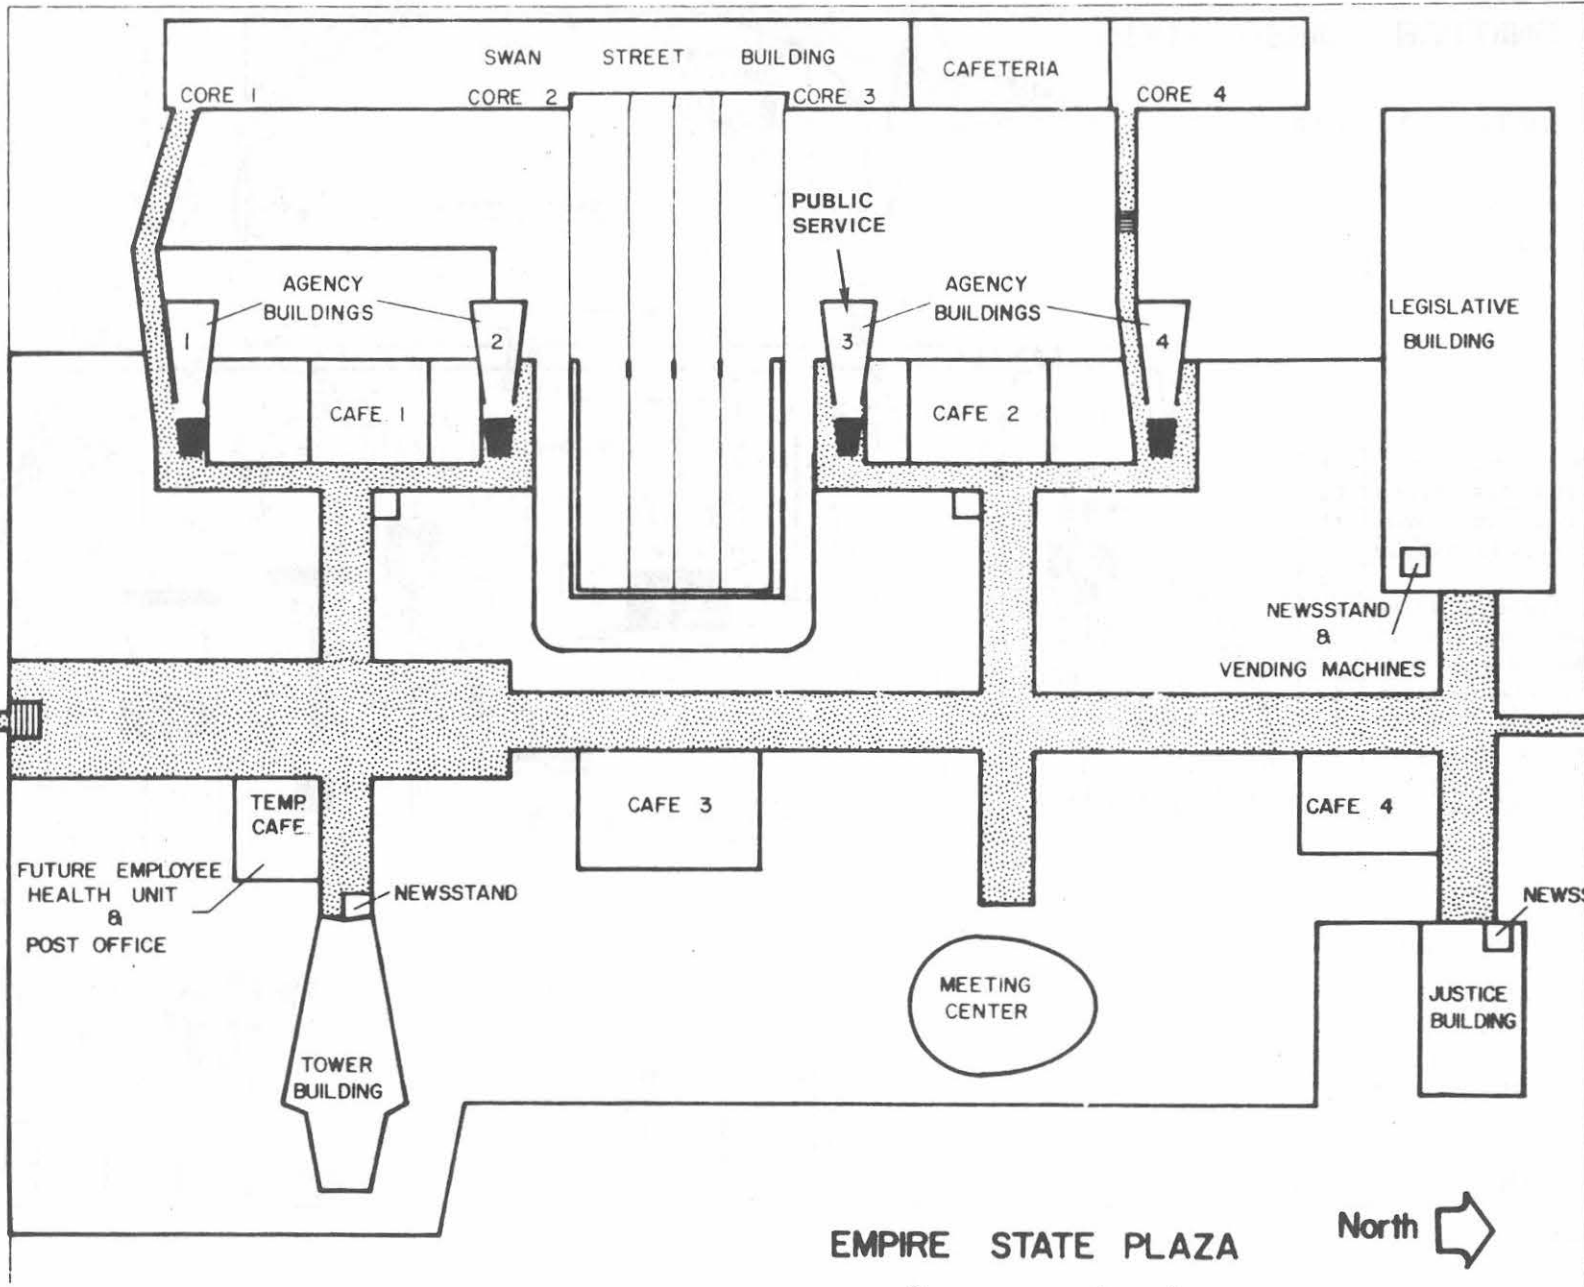 SWAN STREET BUILDING
CAFETERIA
CORE 1
CORE 2
CORE 3
CORE 4
PUBLIC
SERVICE
AGENCY
BUILDINGS
AGENCY
BUILDINGS
1
2
3
4
LEGISLATIVE
BUILDING
CAFE 1
CAFE 2
NEWSSTAND
&
VENDING MACHINES
TEMP.
CAFE
CAFE 3
CAFE 4
FUTURE EMPLOYEE
HEALTH UNIT
&
POST OFFICE
NEWSSTAND
NEWSS
MEETING
CENTER
JUSTICE
BUILDING
TOWER
BUILDING
North
EMPIRE STATE PLAZA